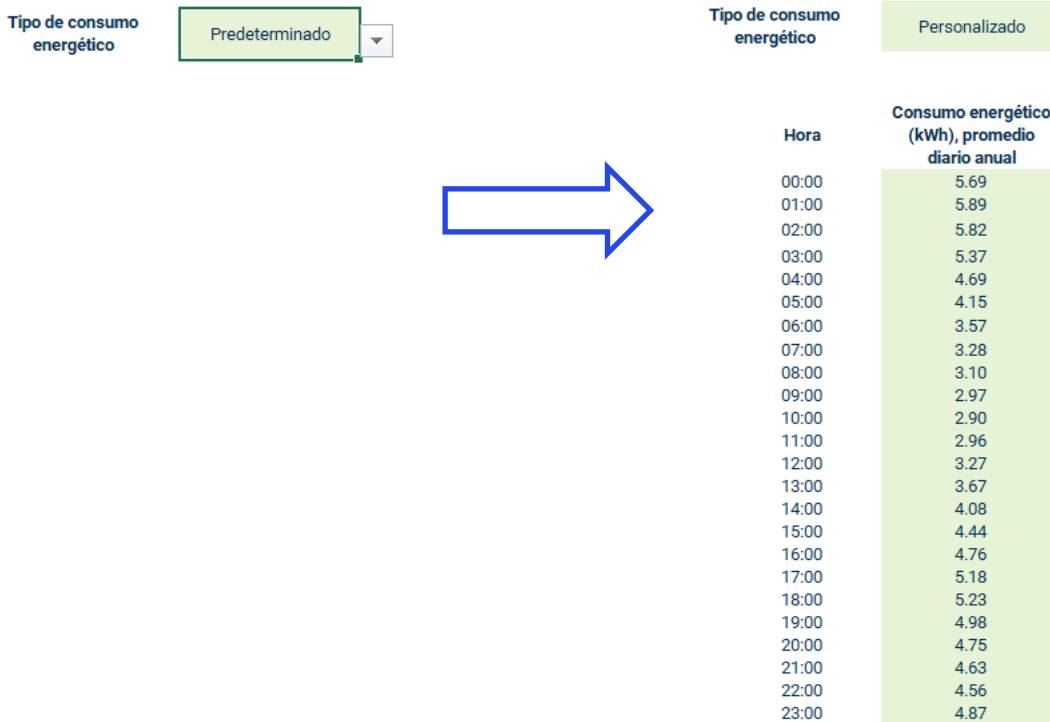 Tipo de consumo
energético
Predeterminado
Tipo de consumo
energético
Personalizado
Hora
Consumo energético
(kWh), promedio
diario anual
00:00 5.69
01:00 5.89
02:00 5.82
03:00 5.37
04:00 4.69
05:00 4.15
06:00 3.57
07:00 3.28
08:00 3.10
09:00 2.97
10:00 2.90
11:00 2.96
12:00 3.27
13:00 3.67
14:00 4.08
15:00 4.44
16:00 4.76
17:00 5.18
18:00 5.23
19:00 4.98
20:00 4.75
21:00 4.63
22:00 4.56
23:00 4.87